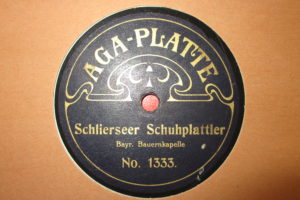 AGA-PLATTE
Schlierseer Schuhplattler
Bayr. Bauernkapelle
No. 1333.